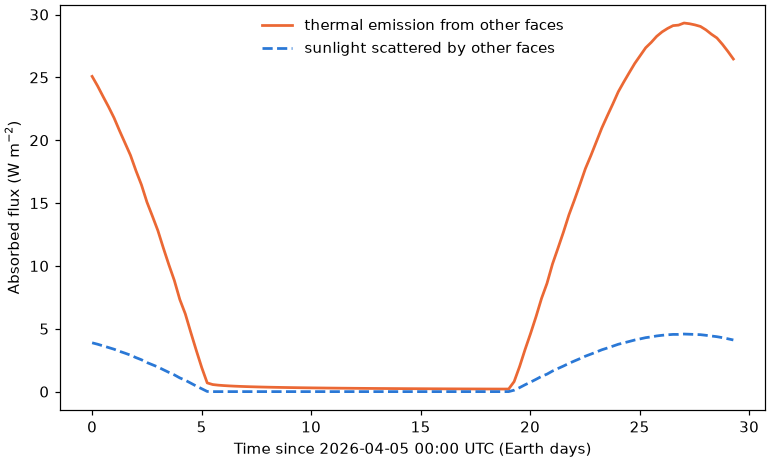 thermal emission from other faces
sunlight scattered by other faces
Absorbed flux (W m⁻²)
30
25
20
15
10
5
0
0 5 10 15 20 25 30
Time since 2026-04-05 00:00 UTC (Earth days)